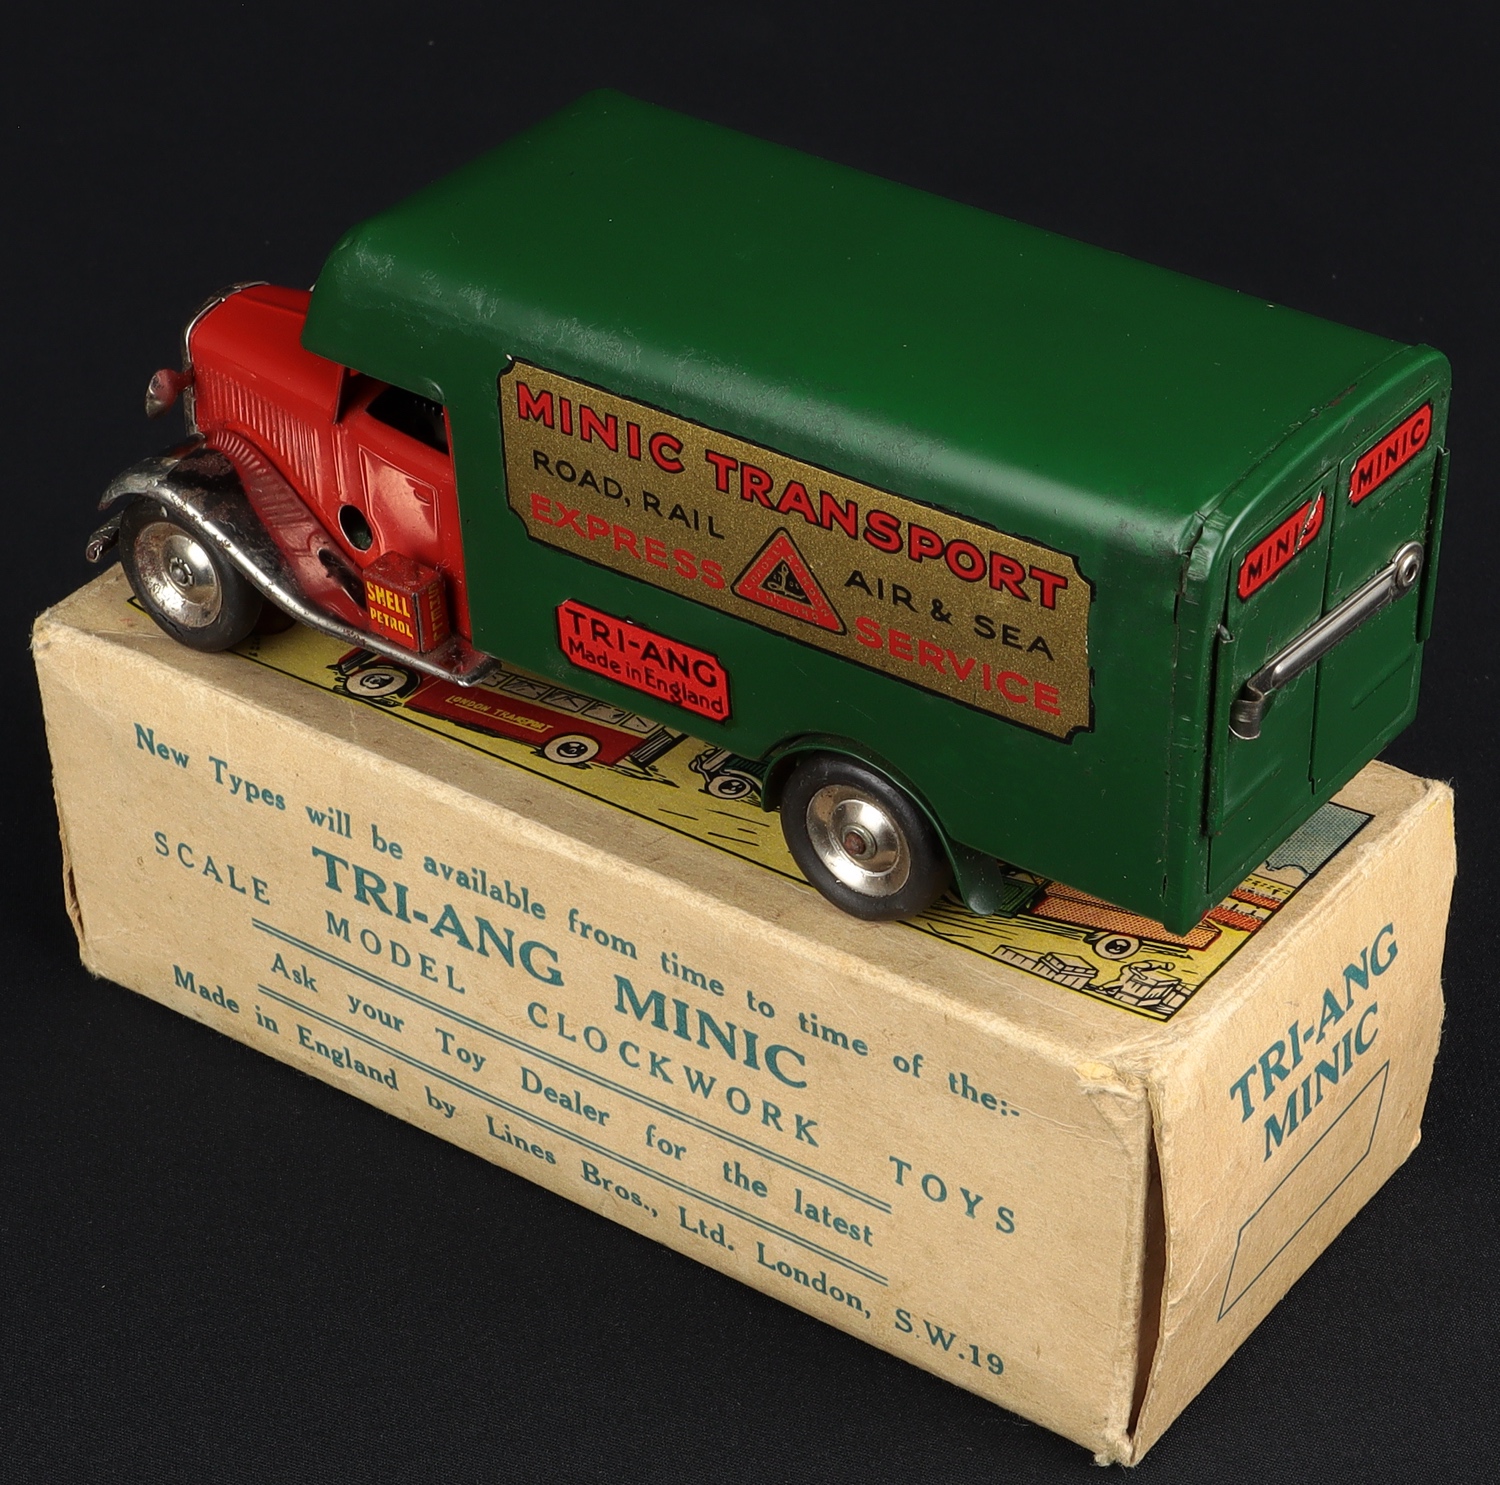 MINIC TRANSPORT
ROAD, RAIL
AIR & SEA
EXPRESS
SERVICE
TRI-ANG
Made in England
MINIC
MINIC
SHELL
PETROL
LONDON TRANSPORT
New Types will be available from time to time of the:-
TRI-ANG MINIC
SCALE MODEL CLOCKWORK TOYS
Ask your Toy Dealer for the latest
Made in England by Lines Bros., Ltd. London, S.W.19
TRI-ANG
MINIC